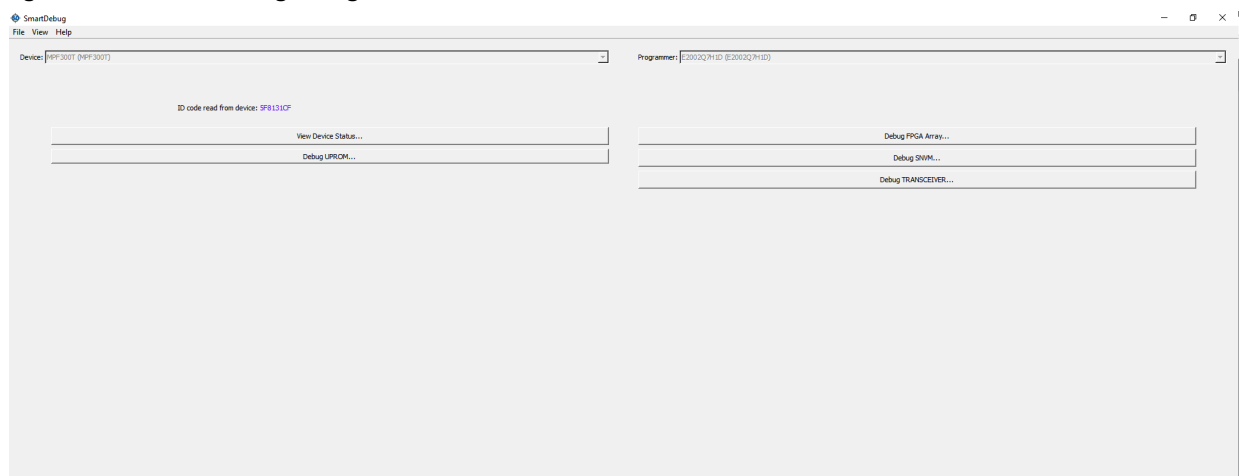 SmartDebug
File View Help
Device: MPF300T (MPF300T)
Programmer: E2002Q7H1D (E2002Q7H1D)
ID code read from device: 5F8131CF
View Device Status...
Debug FPGA Array...
Debug UPROM...
Debug SNVM...
Debug TRANSCEIVER...